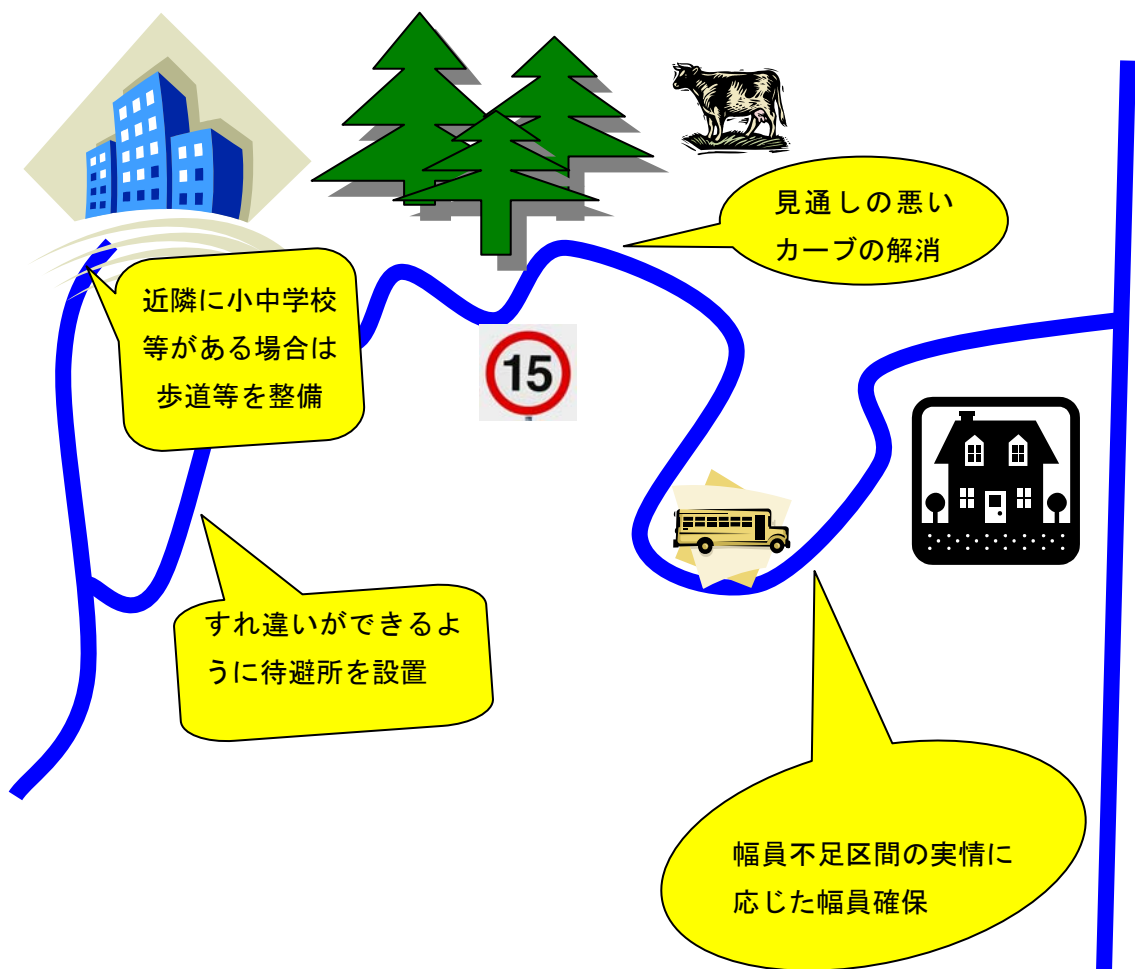 見通しの悪い
カーブの解消
近隣に小中学校
等がある場合は
歩道等を整備
15
すれ違いができるよ
うに待避所を設置
幅員不足区間の実情に
応じた幅員確保